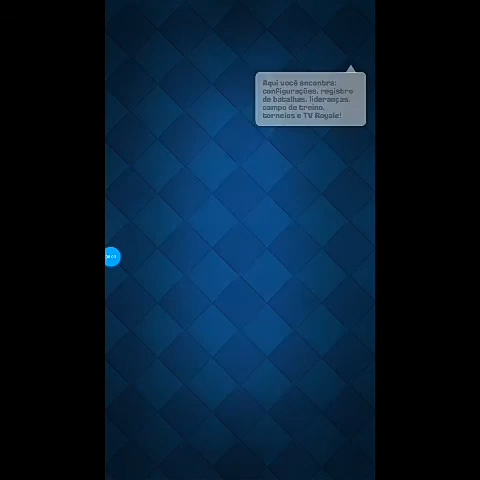 Aqui você encontra:
configurações, registro
de batalhas, lideranças,
campo de treino,
torneios e TV Royale!